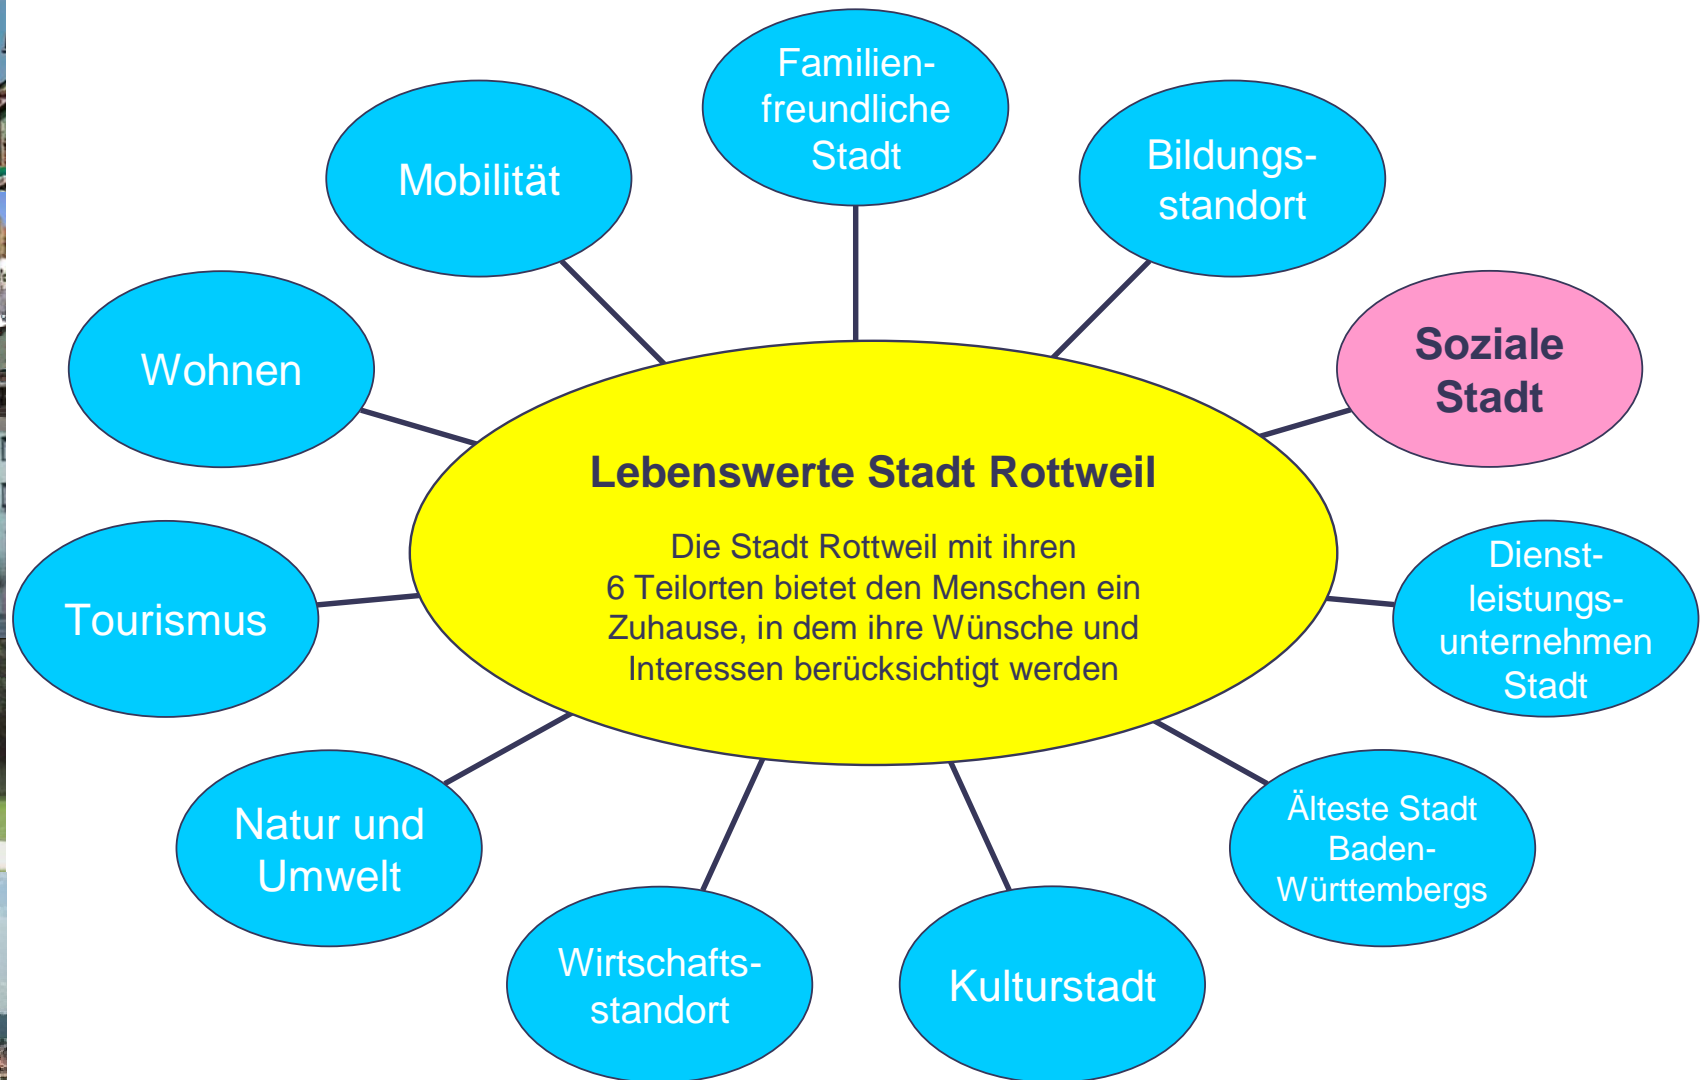 Familien-
freundliche
Stadt
Mobilität
Bildungs-
standort
Wohnen
Soziale
Stadt
Lebenswerte Stadt Rottweil
Die Stadt Rottweil mit ihren
6 Teilorten bietet den Menschen ein
Zuhause, in dem ihre Wünsche und
Interessen berücksichtigt werden
Tourismus
Dienst-
leistungs-
unternehmen
Stadt
Natur und
Umwelt
Älteste Stadt
Baden-
Württembergs
Wirtschafts-
standort
Kulturstadt